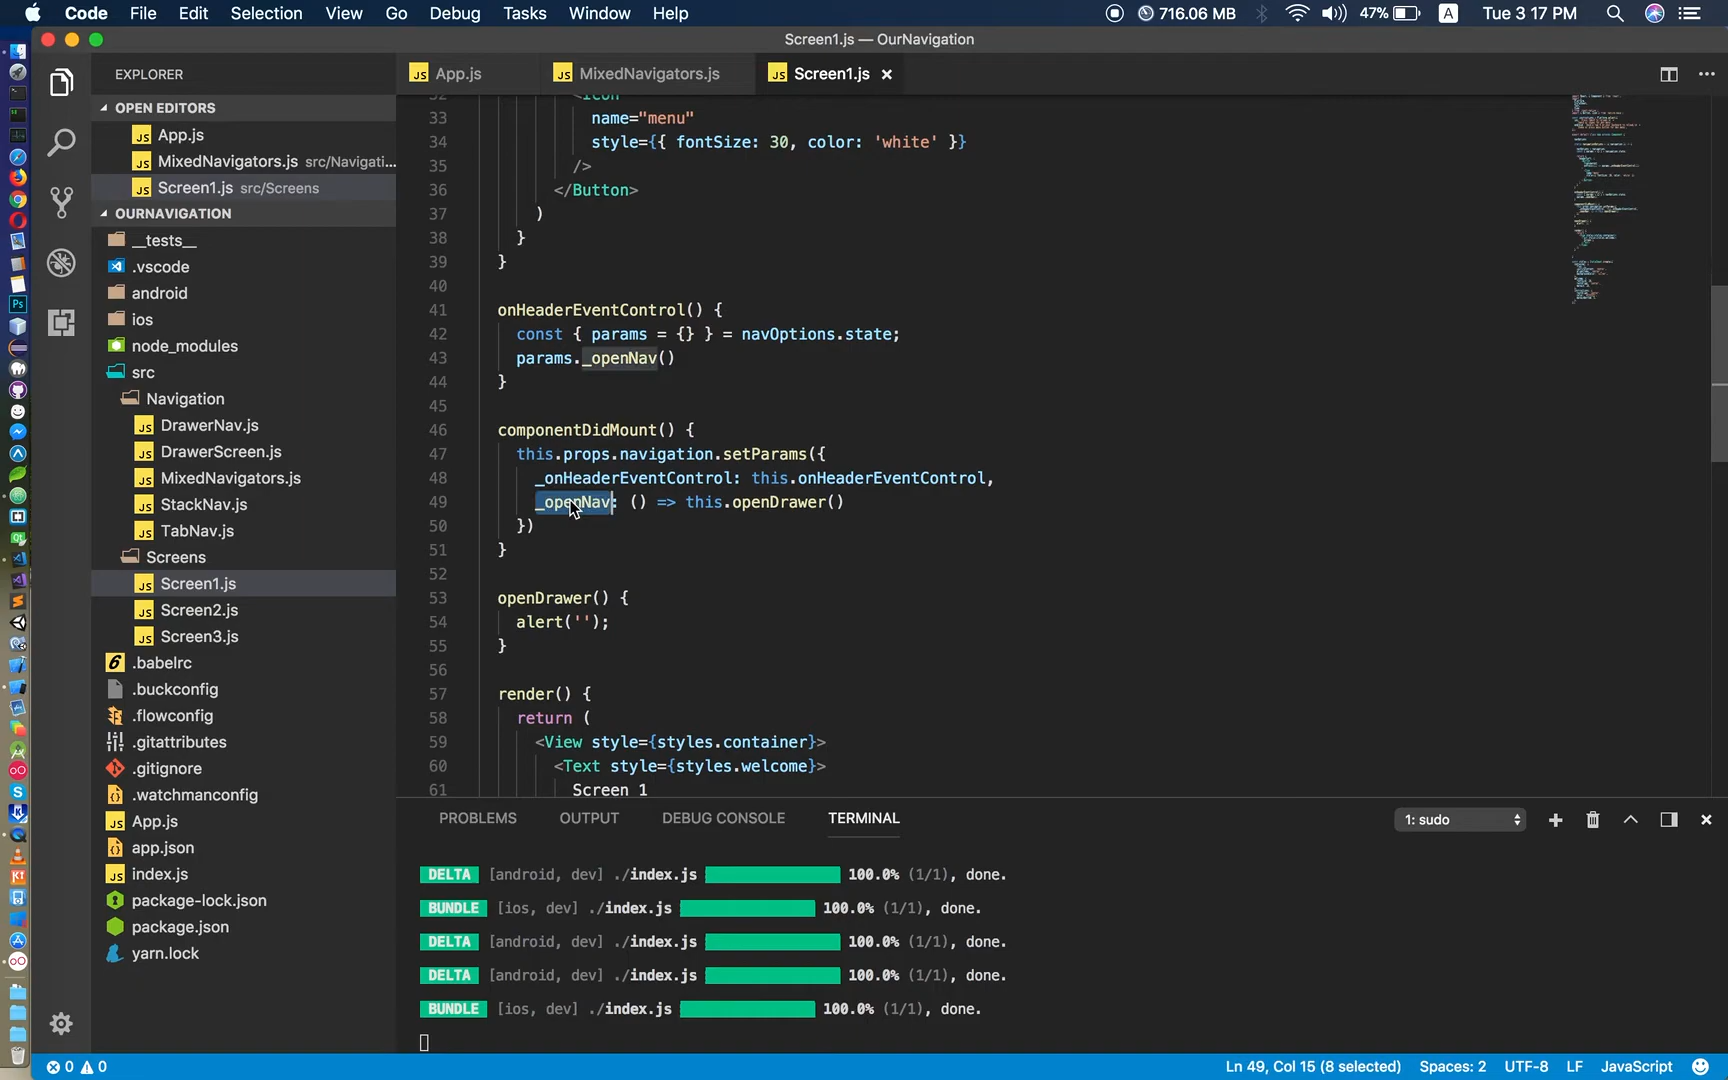 Code File Edit Selection View Go Debug Tasks Window Help 716.06 MB 47% A Tue 3 17 PM
Screen1.js — OurNavigation
EXPLORER
OPEN EDITORS
App.js
MixedNavigators.js src/Navigati...
Screen1.js src/Screens
OURNAVIGATION
__tests__
.vscode
android
ios
node_modules
src
Navigation
DrawerNav.js
DrawerScreen.js
MixedNavigators.js
StackNav.js
TabNav.js
Screens
Screen1.js
Screen2.js
Screen3.js
.babelrc
.buckconfig
.flowconfig
.gitattributes
.gitignore
.watchmanconfig
App.js
app.json
index.js
package-lock.json
package.json
yarn.lock
JS App.js JS MixedNavigators.js JS Screen1.js ×
32 <Icon
33 name="menu"
34 style={{ fontSize: 30, color: 'white' }}
35 />
36 </Button>
37 )
38 }
39 }
40
41 onHeaderEventControl() {
42 const { params = {} } = navOptions.state;
43 params._openNav()
44 }
45
46 componentDidMount() {
47 this.props.navigation.setParams({
48 _onHeaderEventControl: this.onHeaderEventControl,
49 _openNav: () => this.openDrawer()
50 })
51 }
52
53 openDrawer() {
54 alert('');
55 }
56
57 render() {
58 return (
59 <View style={styles.container}>
60 <Text style={styles.welcome}>
61 Screen 1
PROBLEMS OUTPUT DEBUG CONSOLE TERMINAL 1: sudo
DELTA [android, dev] ./index.js 100.0% (1/1), done.
BUNDLE [ios, dev] ./index.js 100.0% (1/1), done.
DELTA [android, dev] ./index.js 100.0% (1/1), done.
DELTA [android, dev] ./index.js 100.0% (1/1), done.
BUNDLE [ios, dev] ./index.js 100.0% (1/1), done.
0 0 Ln 49, Col 15 (8 selected) Spaces: 2 UTF-8 LF JavaScript